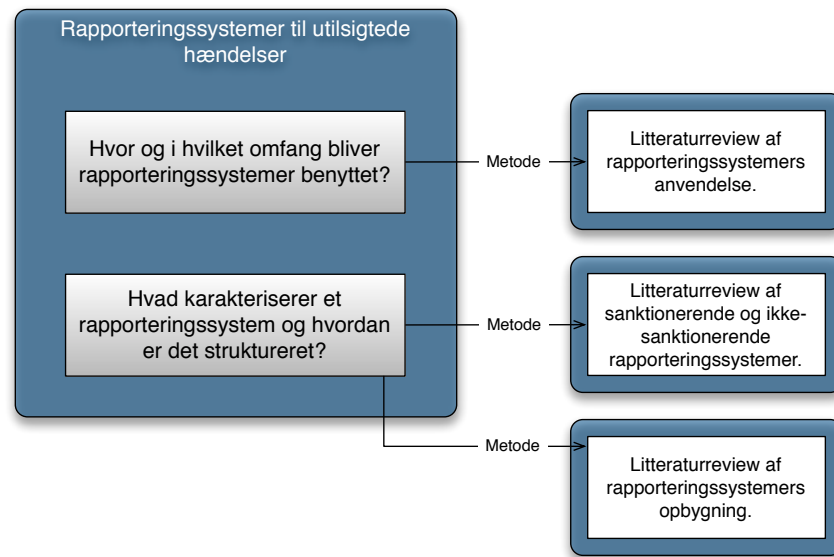 Rapporteringssystemer til utilsigtede
hændelser
Hvor og i hvilket omfang bliver
rapporteringssystemer benyttet?
Metode
Litteraturreview af
rapporteringssystemers
anvendelse.
Hvad karakteriserer et
rapporteringssystem og hvordan
er det struktureret?
Metode
Litteraturreview af
sanktionerende og ikke-
sanktionerende
rapporteringssystemer.
Metode
Litteraturreview af
rapporteringssystemers
opbygning.